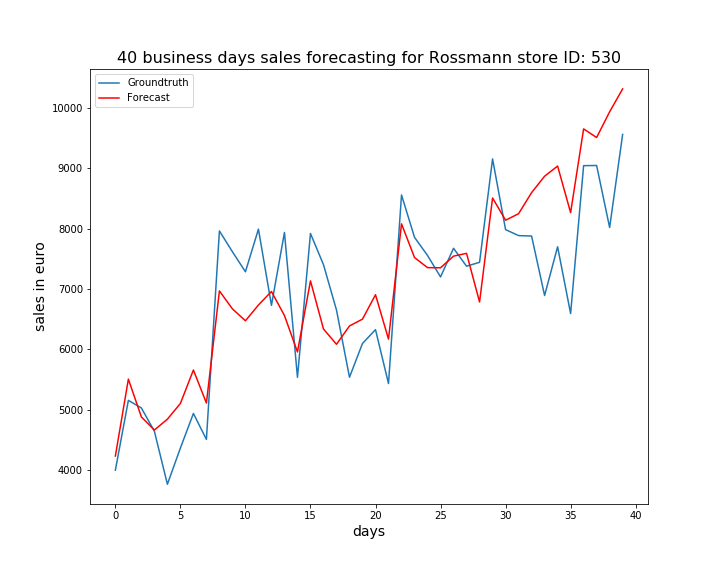 40 business days sales forecasting for Rossmann store ID: 530
Groundtruth
Forecast
sales in euro
10000
9000
8000
7000
6000
5000
4000
0 5 10 15 20 25 30 35 40
days